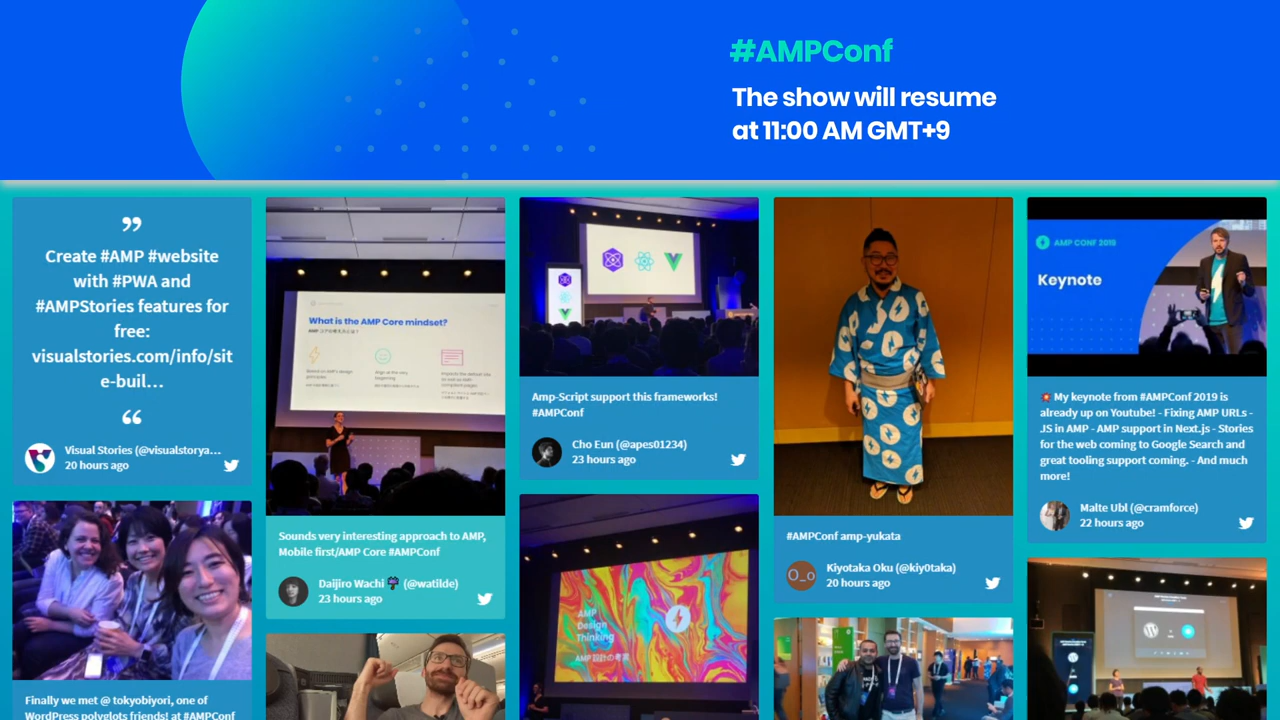 #AMPConf
The show will resume
at 11:00 AM GMT+9
”
Create #AMP #website
with #PWA and
#AMPStories features for
free:
visualstories.com/info/sit
e-buil…
“
Visual Stories (@visualstorya…
20 hours ago
Finally we met @ tokyobiyori, one of
WordPress polyglots friends! at #AMPConf
What is the AMP Core mindset?
Sounds very interesting approach to AMP,
Mobile first/AMP Core #AMPConf
Daijiro Wachi (@watilde)
23 hours ago
Amp-Script support this frameworks!
#AMPConf
Cho Eun (@apes01234)
23 hours ago
AMP
Design
Thinking
AMP 設計の考察
#AMPConf amp-yukata
O_o
Kiyotaka Oku (@kiy0taka)
20 hours ago
AMP CONF 2019
Keynote
💥 My keynote from #AMPConf 2019 is
already up on Youtube! - Fixing AMP URLs -
JS in AMP - AMP support in Next.js - Stories
for the web coming to Google Search and
great tooling support coming. - And much
more!
Malte Ubl (@cramforce)
22 hours ago